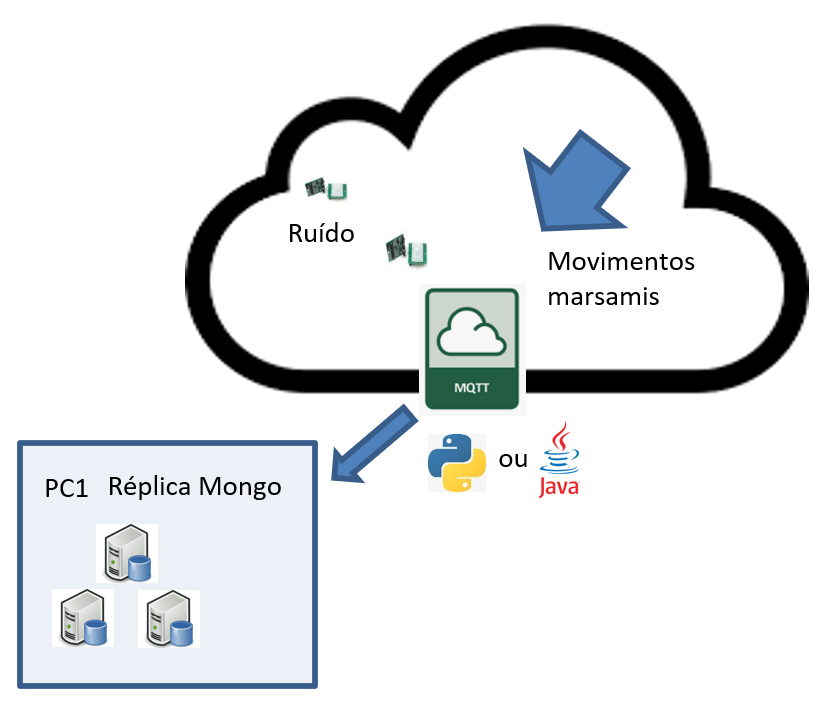 Ruído
Movimentos
marsamis
MQTT
ou
Java
PC1 Réplica Mongo